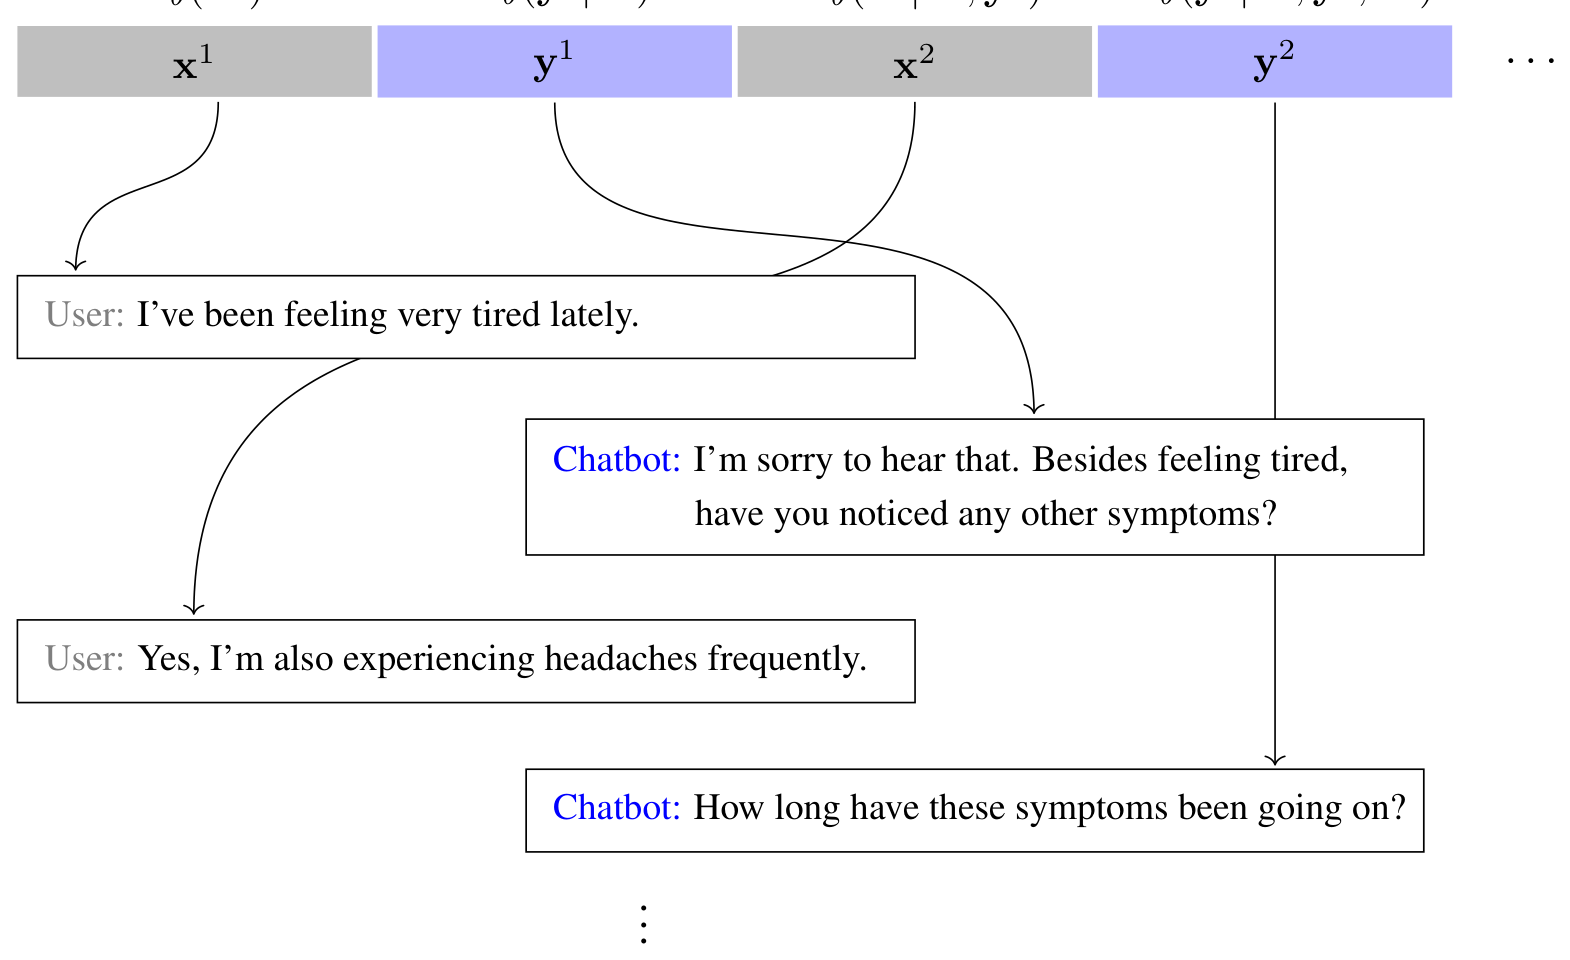 x¹ y¹ x² y² ···
User: I've been feeling very tired lately.
Chatbot: I'm sorry to hear that. Besides feeling tired,
have you noticed any other symptoms?
User: Yes, I'm also experiencing headaches frequently.
Chatbot: How long have these symptoms been going on?
⋮